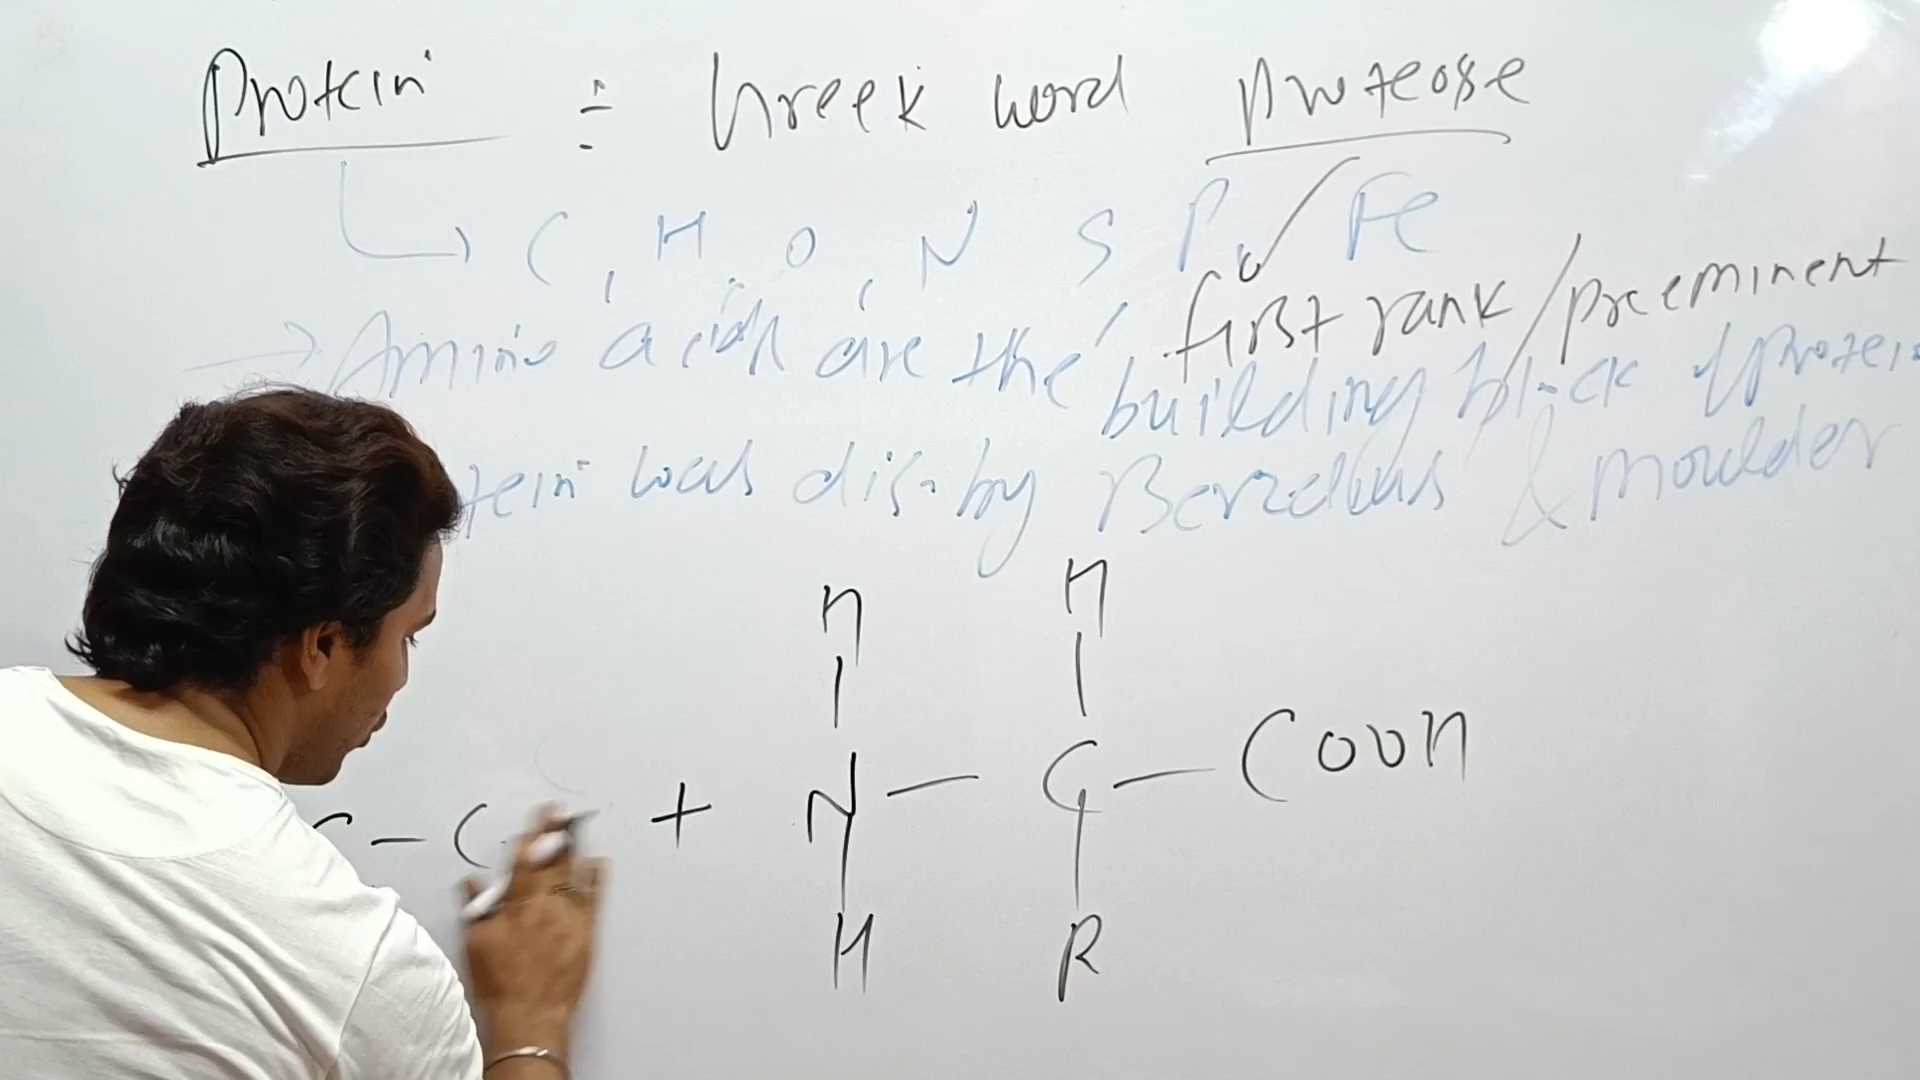 Protein ÷ Greek word Proteose
C, H, O, N, S, P, Fe
first rank / preeminent
→ Amino acids are the building block of protein
tein was dis. by Berzelius & Moulder
H H
C - C + N - C - COOH
H R